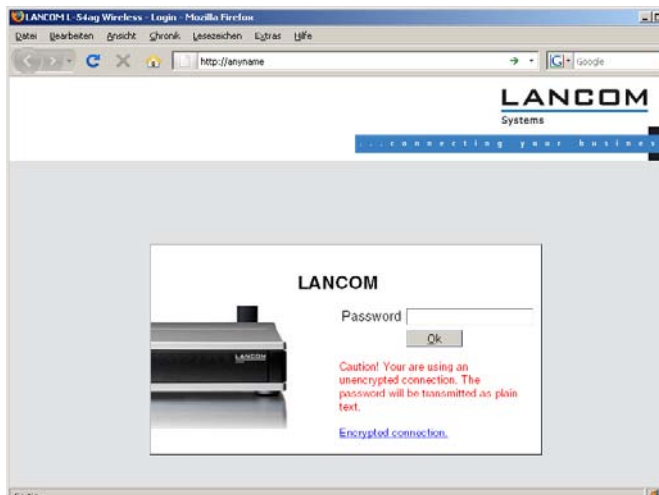 LANCOM L-54ag Wireless - Login - Mozilla Firefox
Datei Bearbeiten Ansicht Chronik Lesezeichen Extras Hilfe
http://anyname
Google
LANCOM
Systems
...connecting your busines
LANCOM
Password
Ok
LANCOM
Caution! Your are using an
unencrypted connection. The
password will be transmitted as plain
text.
Encrypted connection.